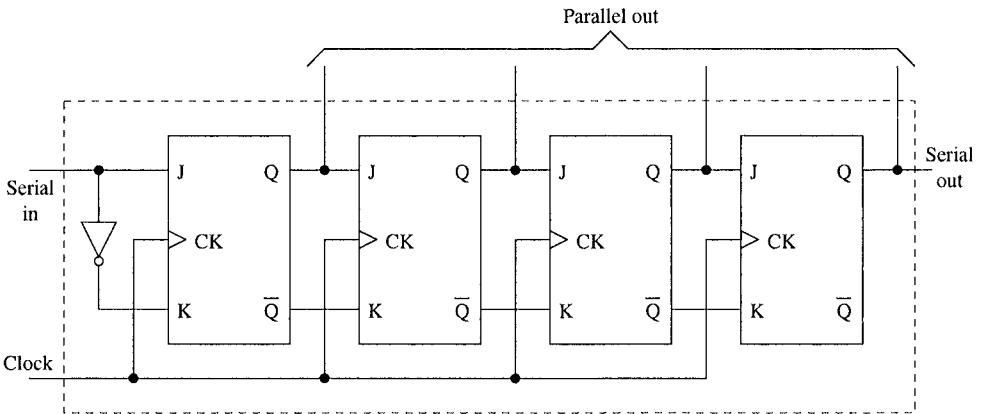 Parallel out
J Q J Q J Q J Q
Serial in
Serial out
CK CK CK CK
K Q̅ K Q̅ K Q̅ K Q̅
Clock